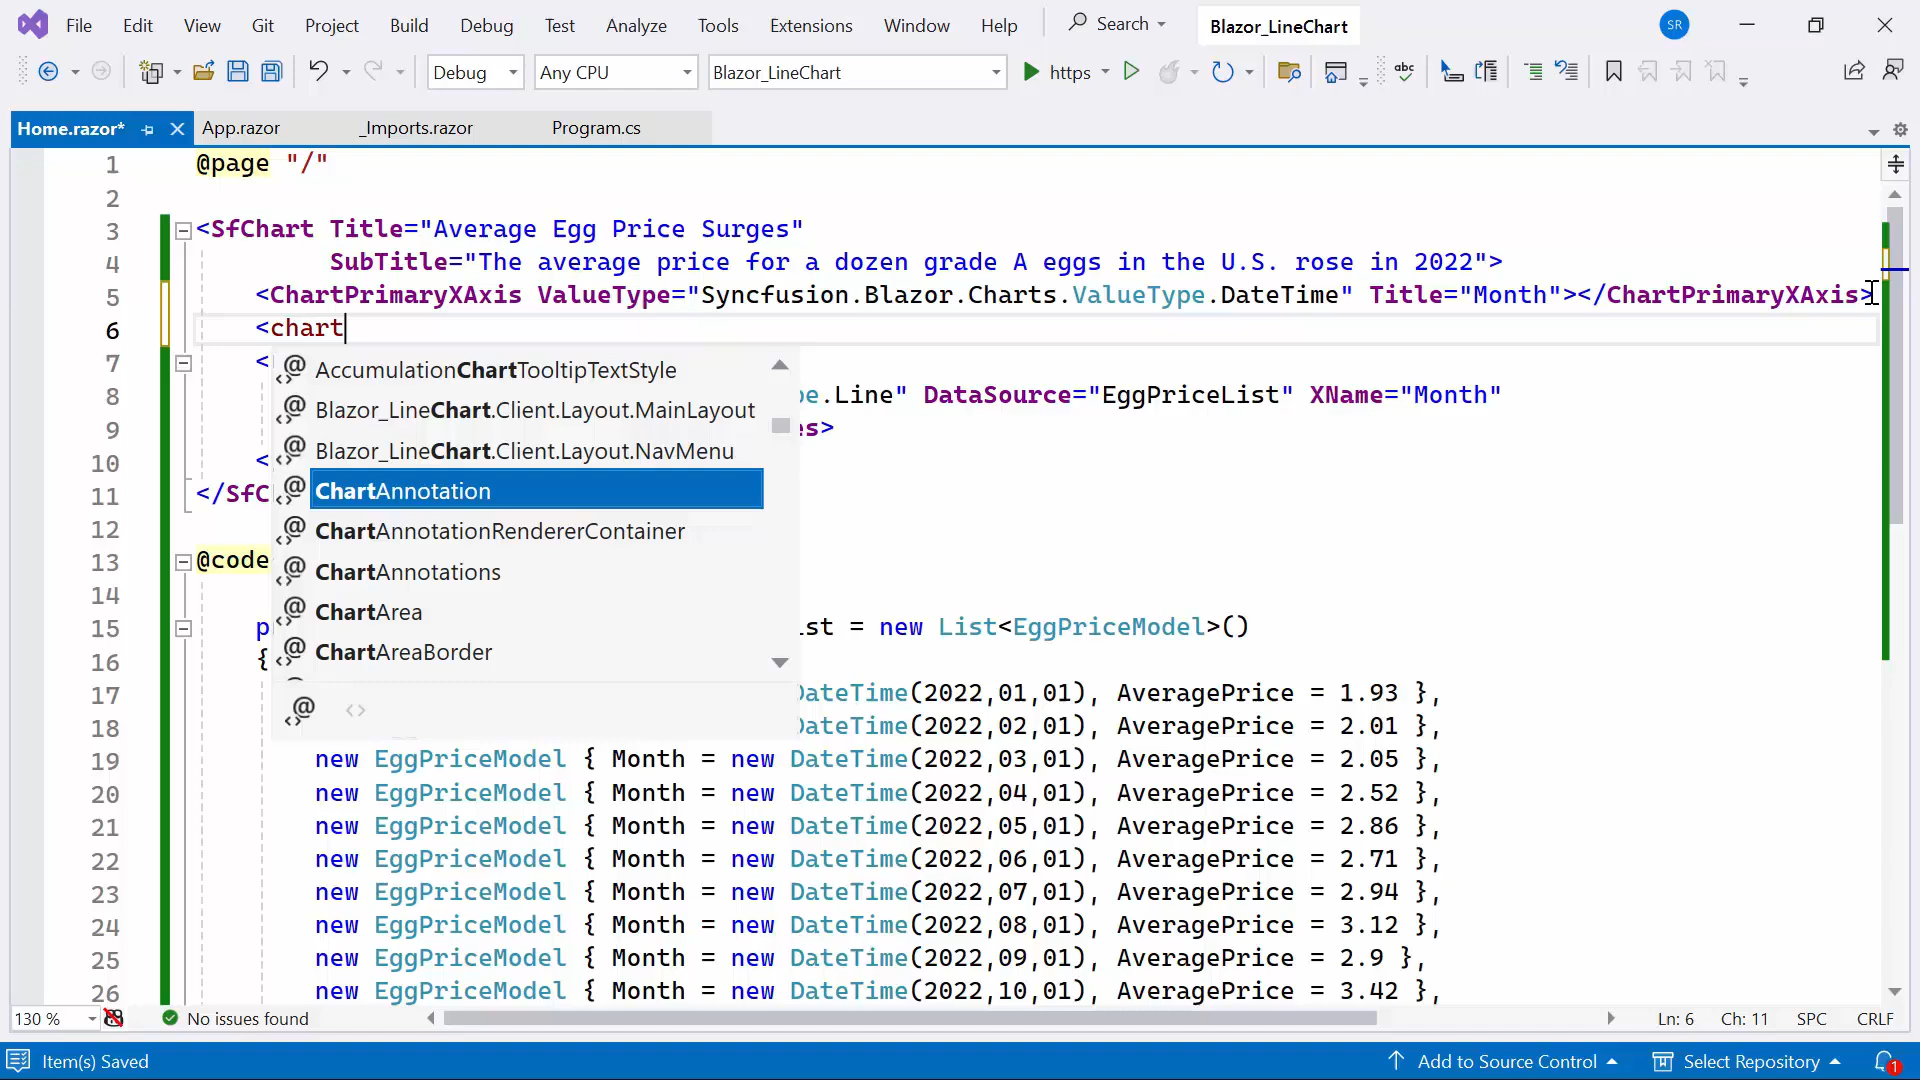 File Edit View Git Project Build Debug Test Analyze Tools Extensions Window Help Search Blazor_LineChart SR
Debug Any CPU Blazor_LineChart https abc
Home.razor* App.razor _Imports.razor Program.cs
1 @page "/"
2
3 <SfChart Title="Average Egg Price Surges"
4 SubTitle="The average price for a dozen grade A eggs in the U.S. rose in 2022">
5 <ChartPrimaryXAxis ValueType="Syncfusion.Blazor.Charts.ValueType.DateTime" Title="Month"></ChartPrimaryXAxis>
6 <chart
7 <
AccumulationChartTooltipTextStyle
8 pe.Line" DataSource="EggPriceList" XName="Month"
Blazor_LineChart.Client.Layout.MainLayout
9 es>
Blazor_LineChart.Client.Layout.NavMenu
10 <
11 </SfC
ChartAnnotation
12
ChartAnnotationRendererContainer
13 @code
ChartAnnotations
14
ChartArea
15 p ist = new List<EggPriceModel>()
ChartAreaBorder
16 {
17 DateTime(2022,01,01), AveragePrice = 1.93 },
18 DateTime(2022,02,01), AveragePrice = 2.01 },
19 new EggPriceModel { Month = new DateTime(2022,03,01), AveragePrice = 2.05 },
20 new EggPriceModel { Month = new DateTime(2022,04,01), AveragePrice = 2.52 },
21 new EggPriceModel { Month = new DateTime(2022,05,01), AveragePrice = 2.86 },
22 new EggPriceModel { Month = new DateTime(2022,06,01), AveragePrice = 2.71 },
23 new EggPriceModel { Month = new DateTime(2022,07,01), AveragePrice = 2.94 },
24 new EggPriceModel { Month = new DateTime(2022,08,01), AveragePrice = 3.12 },
25 new EggPriceModel { Month = new DateTime(2022,09,01), AveragePrice = 2.9 },
26 new EggPriceModel { Month = new DateTime(2022,10,01), AveragePrice = 3.42 },
130 % No issues found Ln: 6 Ch: 11 SPC CRLF
Item(s) Saved Add to Source Control Select Repository 1